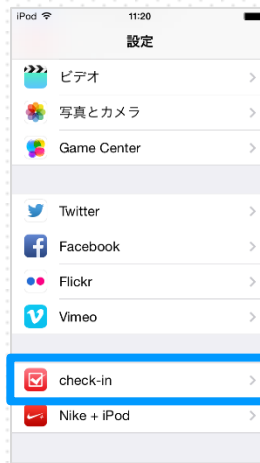 iPod 11:20
設定
ビデオ
写真とカメラ
Game Center
Twitter
Facebook
Flickr
Vimeo
check-in
Nike + iPod